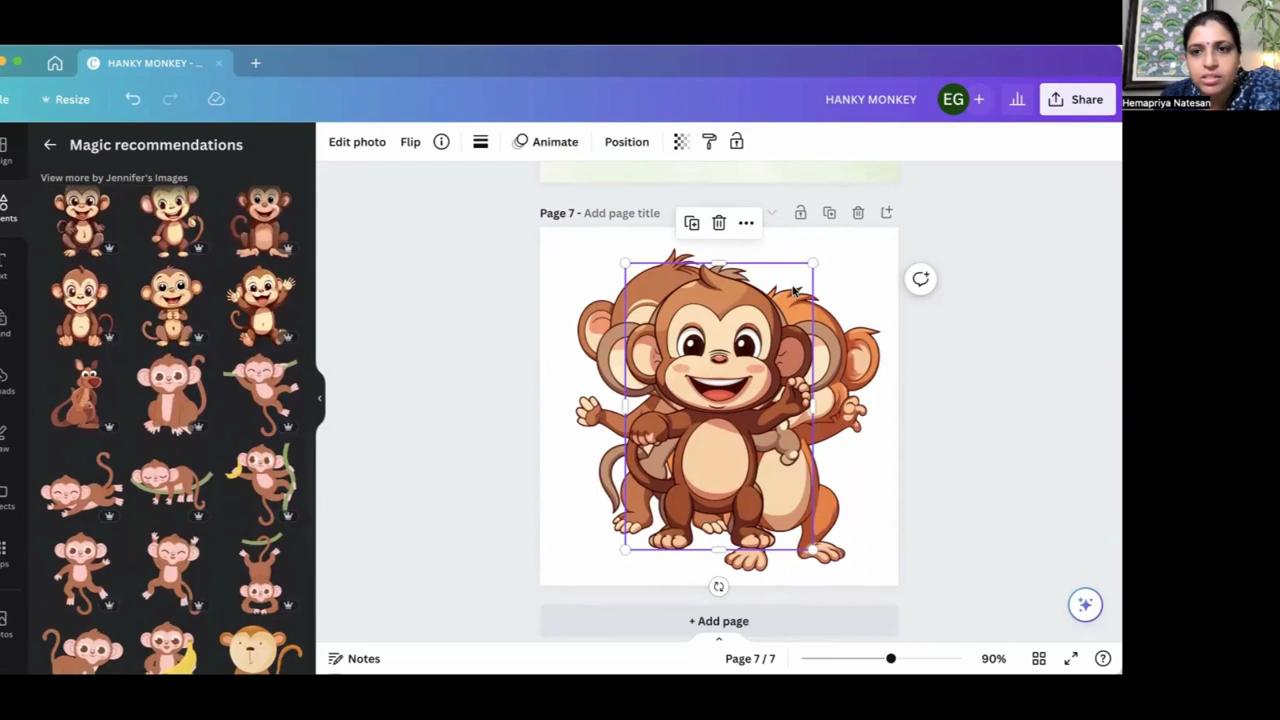 HANKY MONKEY - ...
Hemapriya Natesan
le
Resize
HANKY MONKEY
EG
Share
Magic recommendations
View more by Jennifer's Images
Edit photo
Flip
Animate
Position
Page 7 - Add page title
+ Add page
Notes
Page 7 / 7
90%